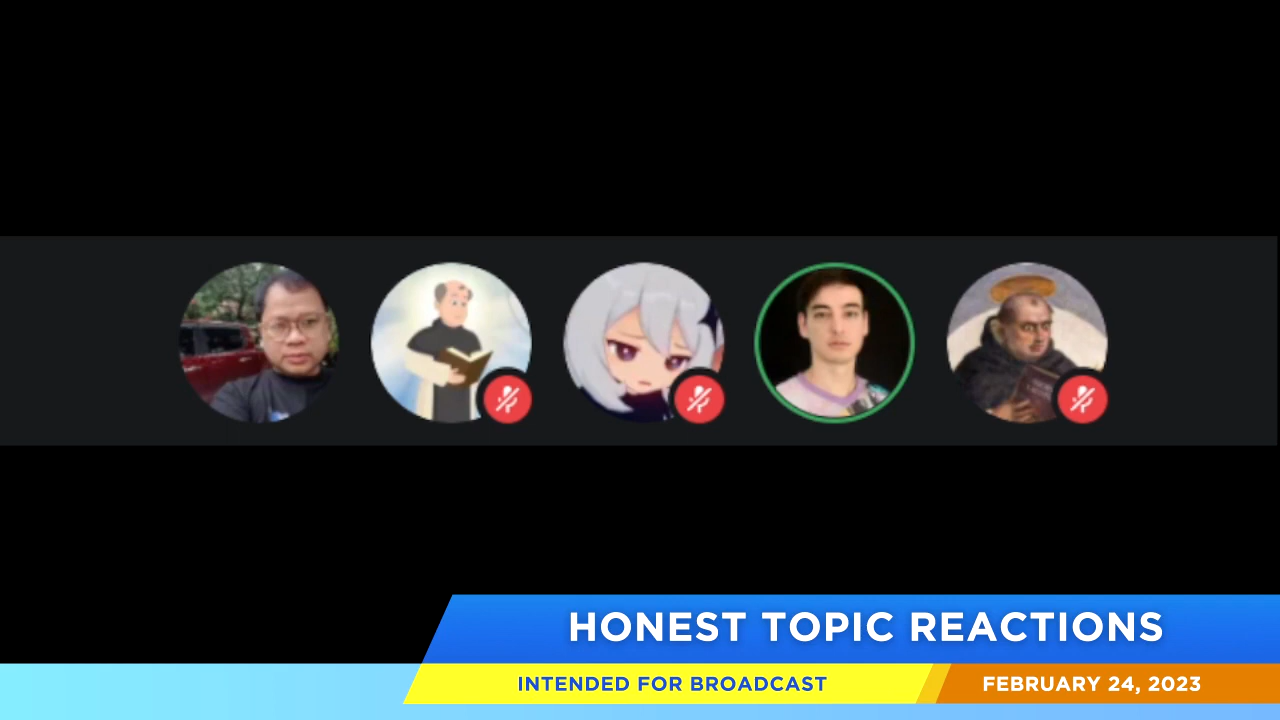 HONEST TOPIC REACTIONS
INTENDED FOR BROADCAST
FEBRUARY 24, 2023